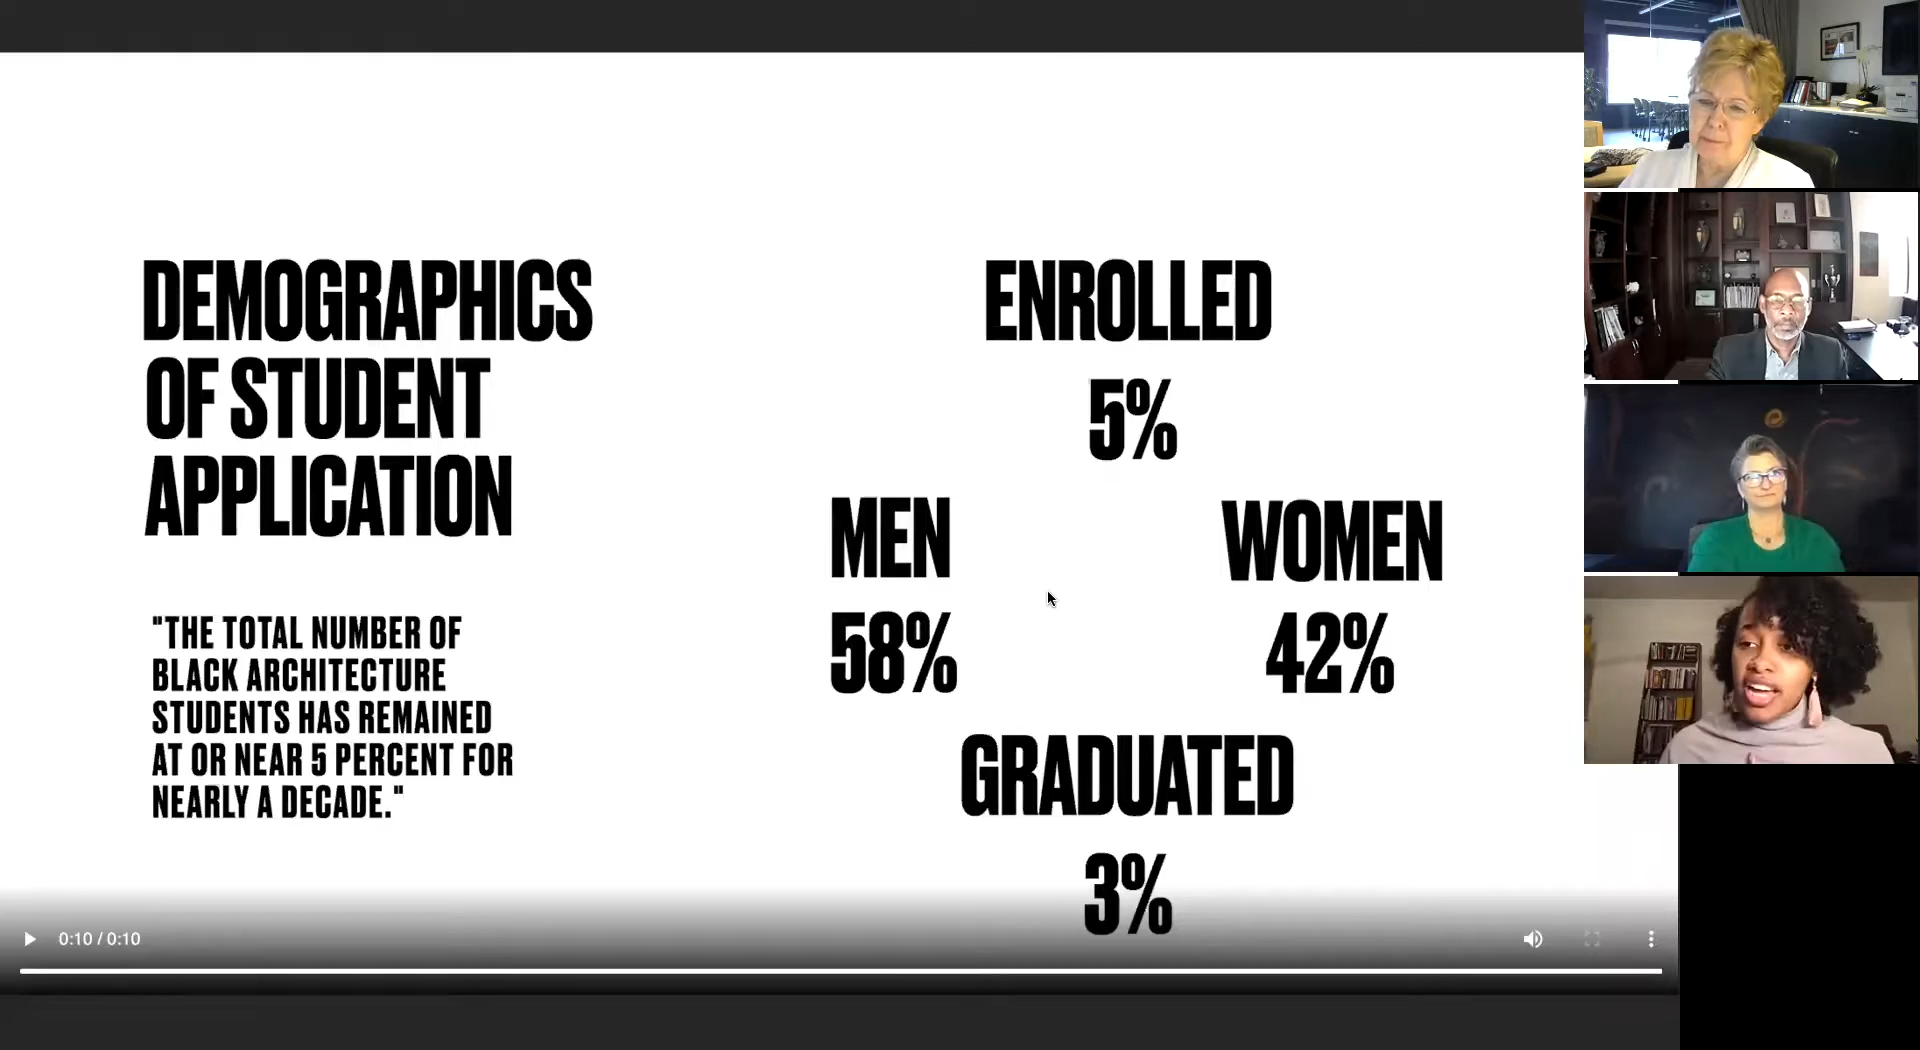 DEMOGRAPHICS
OF STUDENT
APPLICATION
"THE TOTAL NUMBER OF
BLACK ARCHITECTURE
STUDENTS HAS REMAINED
AT OR NEAR 5 PERCENT FOR
NEARLY A DECADE."
ENROLLED
5%
MEN
WOMEN
58%
42%
GRADUATED
3%
0:10 / 0:10